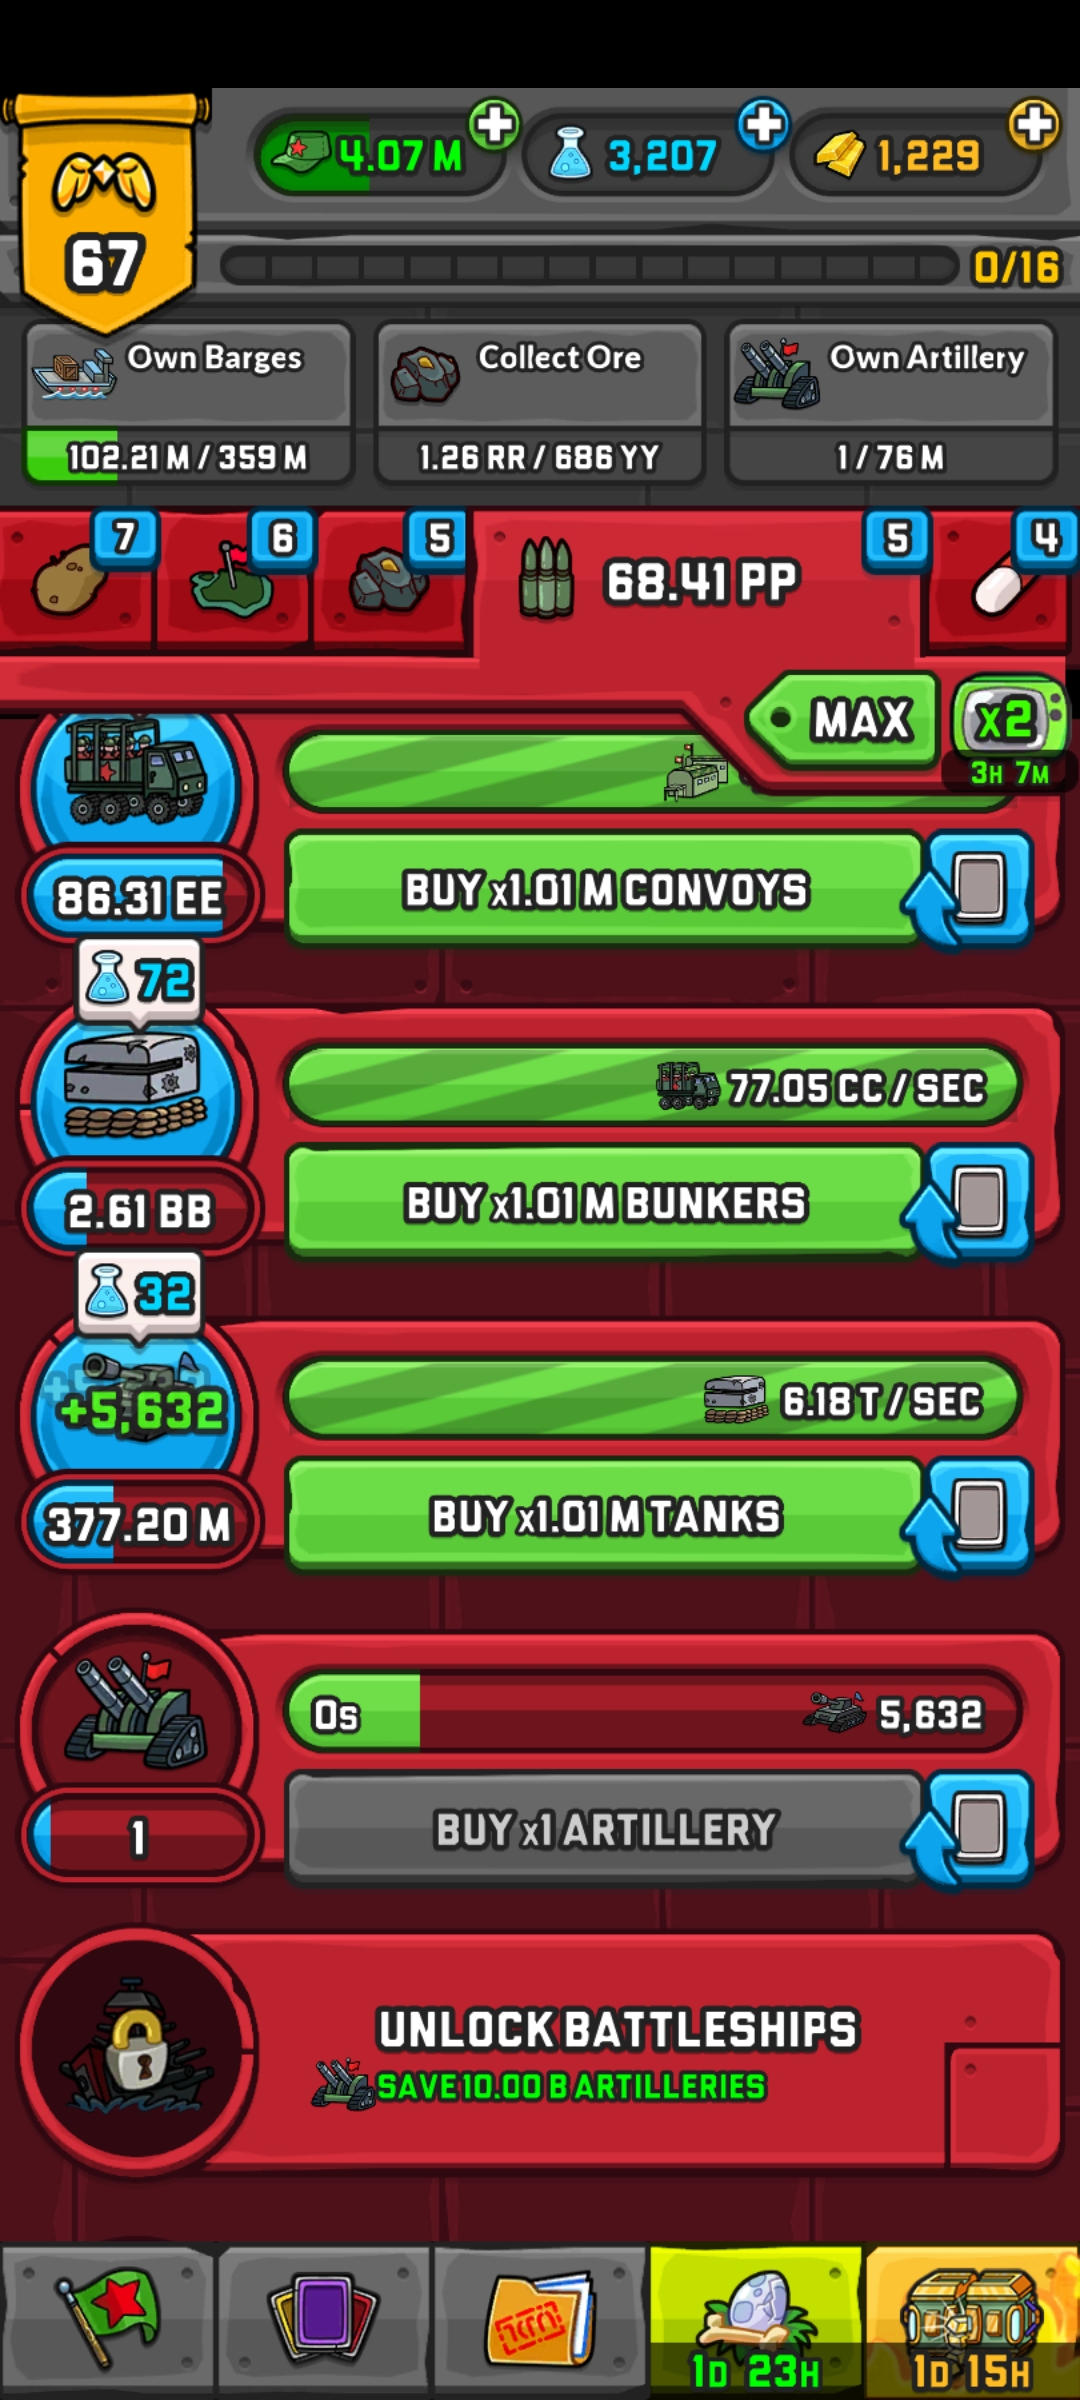 4.07 M
3,207
1,229
67
0/16
Own Barges
102.21 M / 359 M
Collect Ore
1.26 RR / 686 YY
Own Artillery
1 / 76 M
7
6
5
68.41 PP
5
4
MAX
x2
3H 7M
86.31 EE
BUY x1.01 M CONVOYS
72
77.05 CC / SEC
2.61 BB
BUY x1.01 M BUNKERS
32
+5,632
6.18 T / SEC
377.20 M
BUY x1.01 M TANKS
0s
5,632
1
BUY x1 ARTILLERY
UNLOCK BATTLESHIPS
SAVE 10.00 B ARTILLERIES
1D 23H
1D 15H